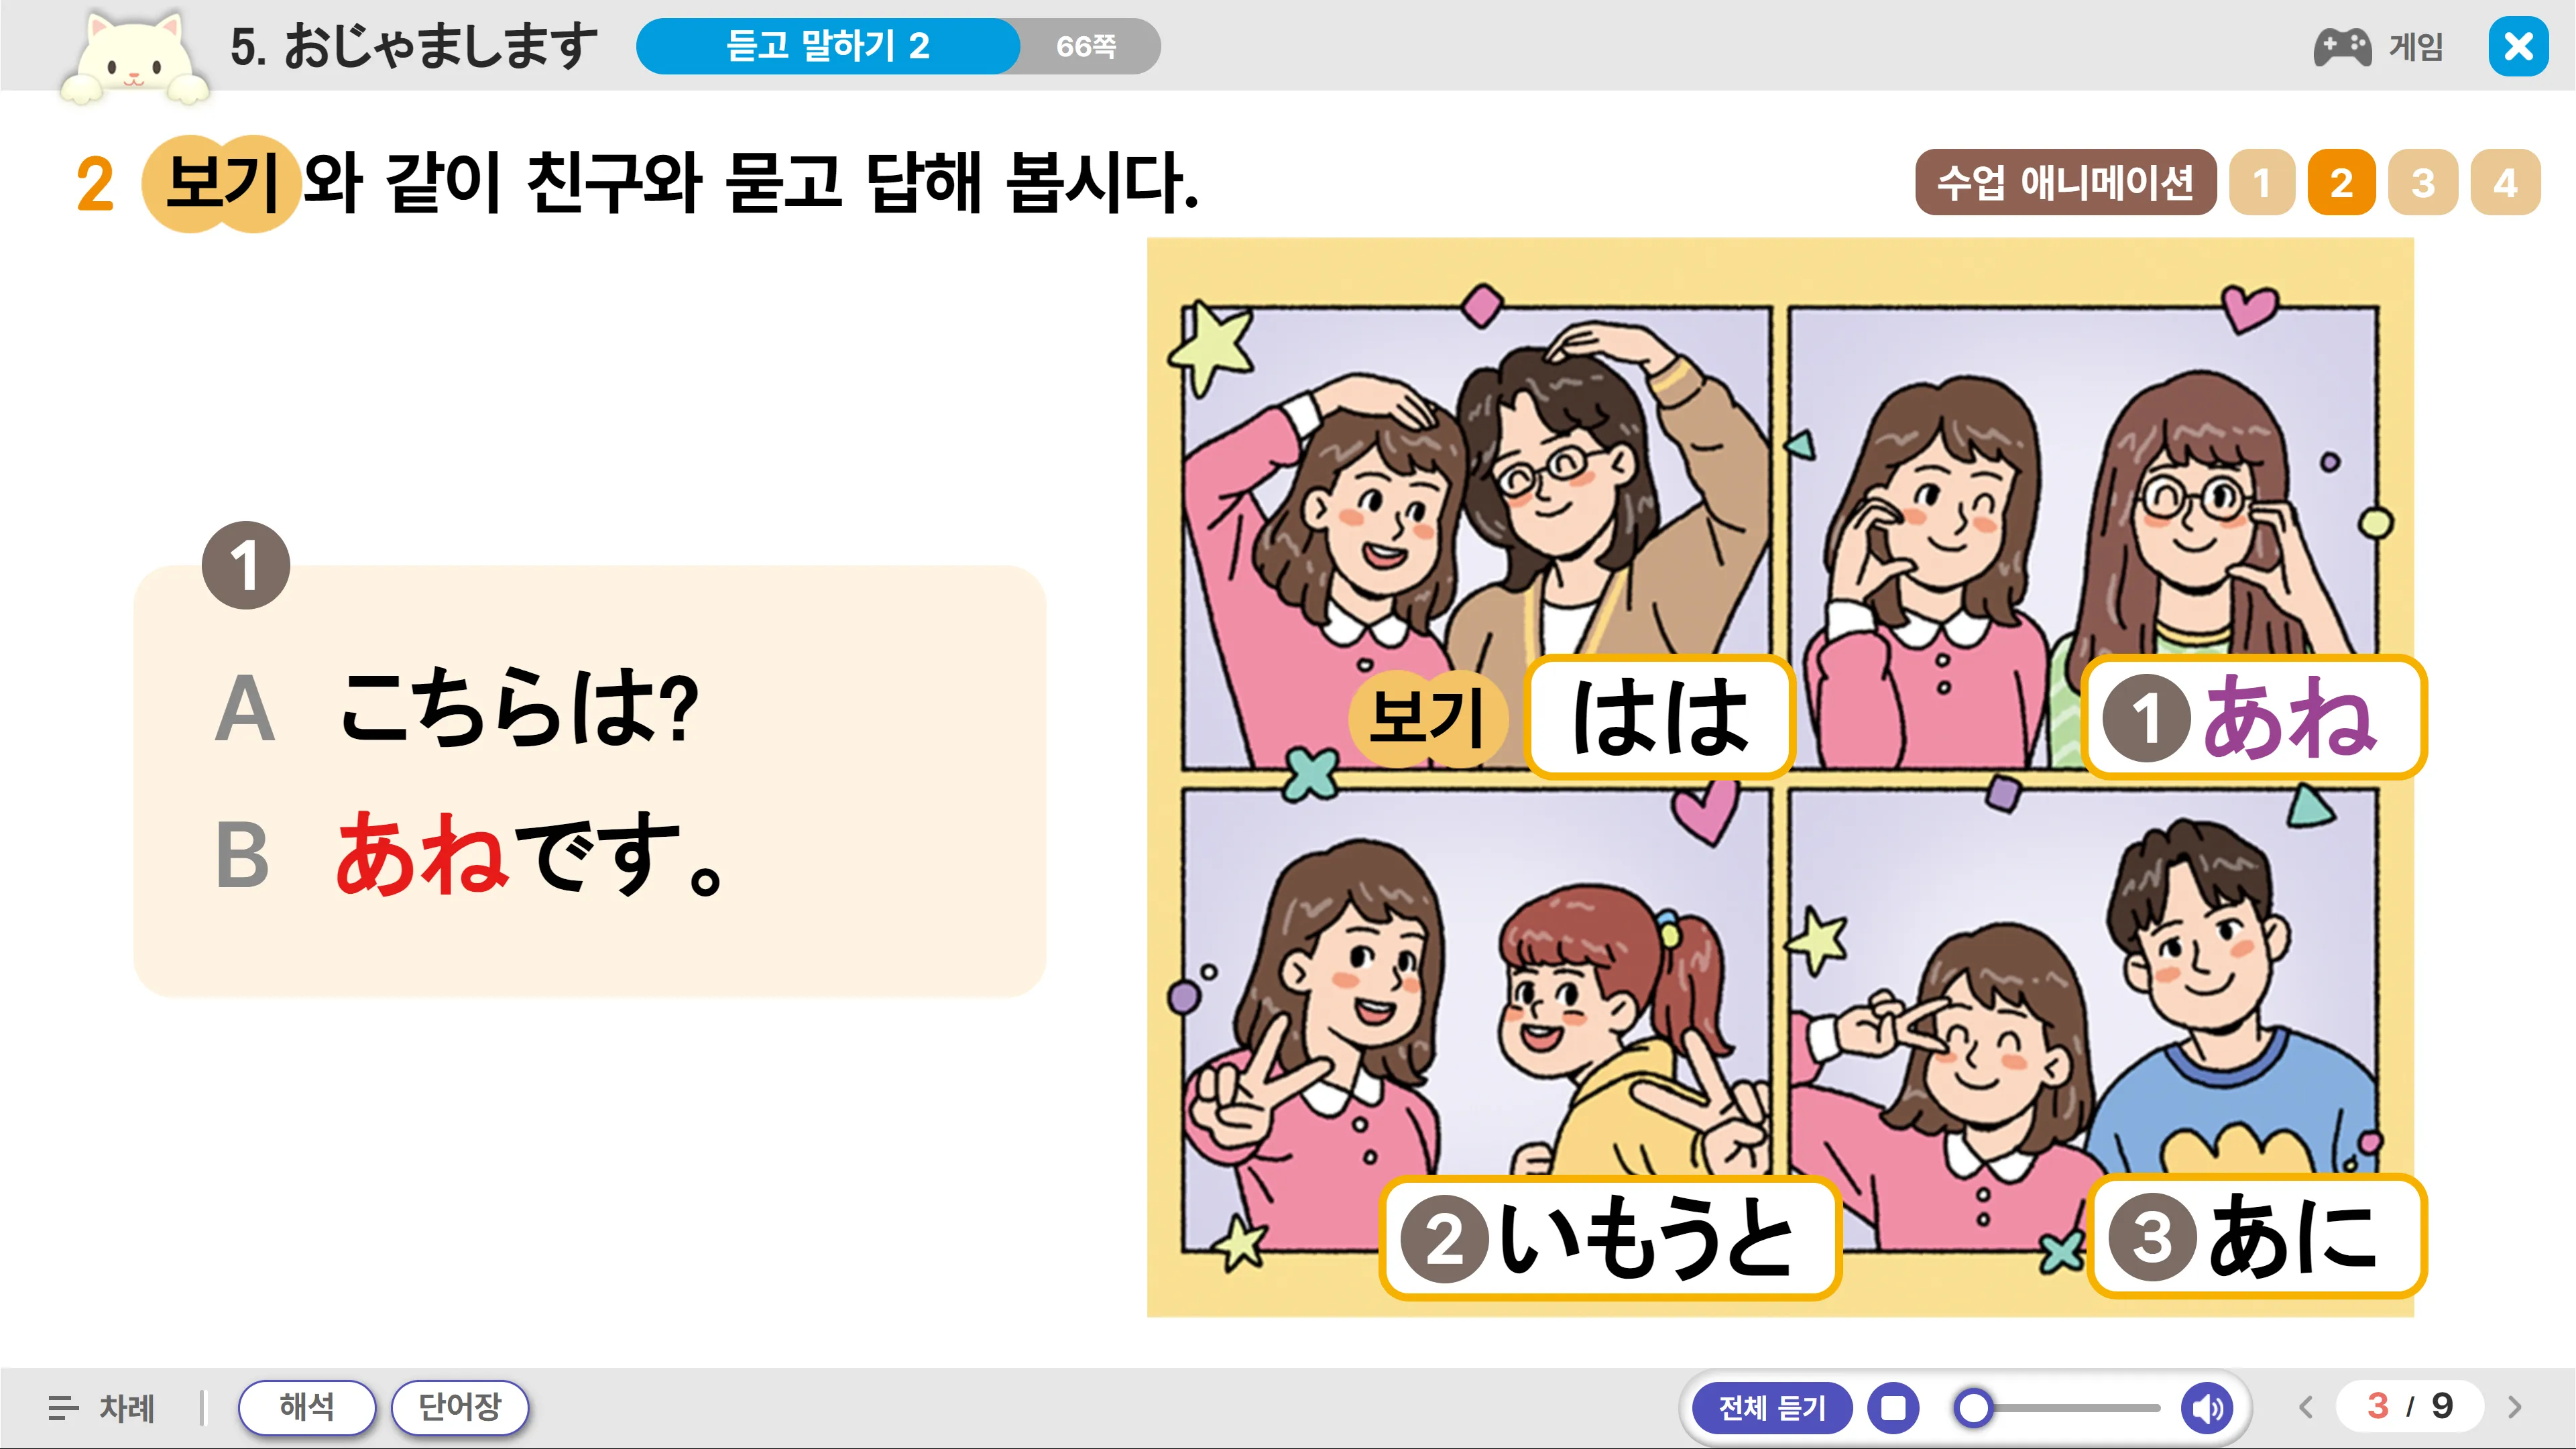 5. おじゃまします
듣고 말하기 2
66쪽
게임
2 보기와 같이 친구와 묻고 답해 봅시다.
수업 애니메이션 1 2 3 4
1
A こちらは?
B あねです。
보기 はは
1 あね
2 いもうと
3 あに
차례
해석
단어장
전체 듣기
3 / 9